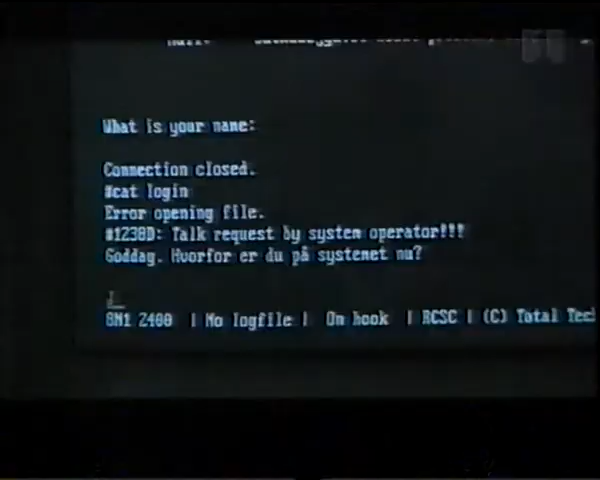 What is your name:
Connection closed.
#cat login
Error opening file.
#1230D: Talk request by system operator!!!
Goddag. Hvorfor er du på systemet nu?
8N1 2400 | No logfile | On hook | RCSC | (C) Total Tec